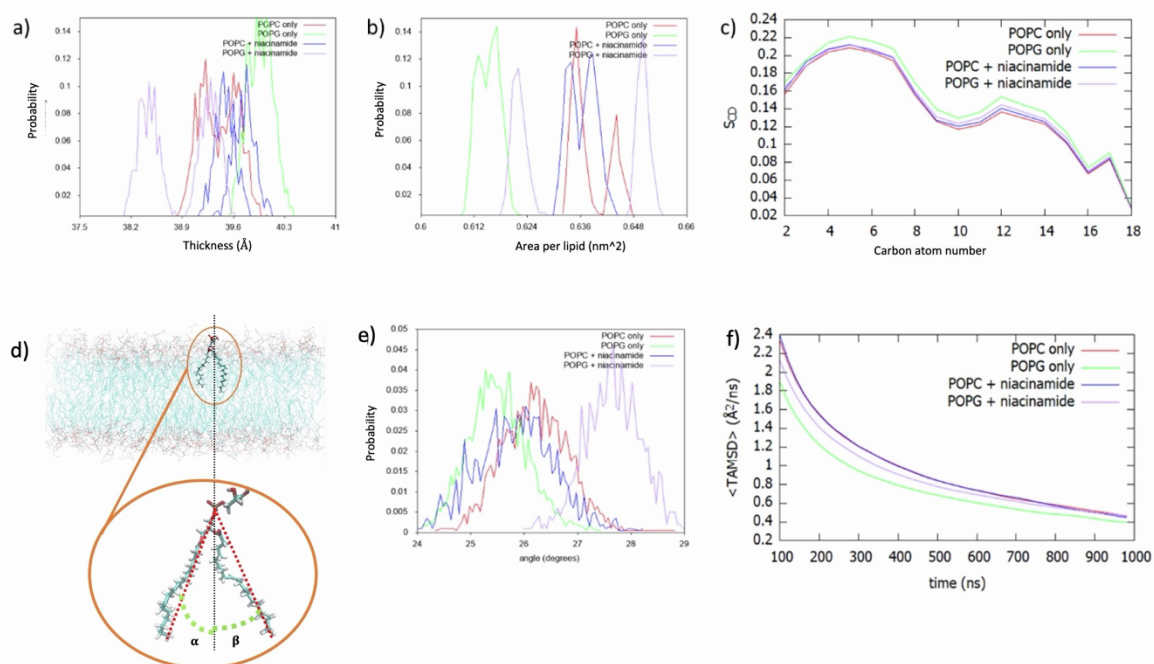 a)
POPC only
POPG only
POPC + niacinamide
POPG + niacinamide
0.14
0.12
0.1
0.08
0.06
0.04
0.02
Probability
37.5 38.2 38.9 39.6 40.3 41
Thickness (Å)
b)
POPC only
POPG only
POPC + niacinamide
POPG + niacinamide
0.14
0.12
0.1
0.08
0.06
0.04
0.02
Probability
0.6 0.612 0.624 0.636 0.648 0.66
Area per lipid (nm^2)
c)
POPC only
POPG only
POPC + niacinamide
POPG + niacinamide
0.24
0.22
0.20
0.18
0.16
0.14
0.12
0.10
0.08
0.06
0.04
0.02
S_CD
2 4 6 8 10 12 14 16 18
Carbon atom number
d)
α β
e)
POPC only
POPG only
POPC + niacinamide
POPG + niacinamide
0.05
0.045
0.04
0.035
0.03
0.025
0.02
0.015
0.01
0.005
0
Probability
24 25 26 27 28 29
angle (degrees)
f)
POPC only
POPG only
POPC + niacinamide
POPG + niacinamide
2.4
2.2
2
1.8
1.6
1.4
1.2
1
0.8
0.6
0.4
0.2
<TAMSD> (Å²/ns)
100 200 300 400 500 600 700 800 900 1000
time (ns)